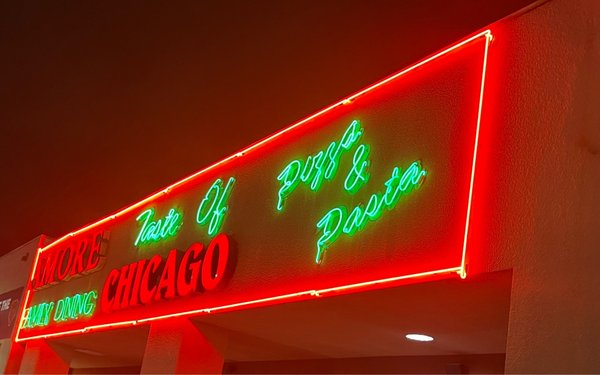 AMORE
FAMILY DINING
Taste Of
CHICAGO
Pizza
&
Pasta